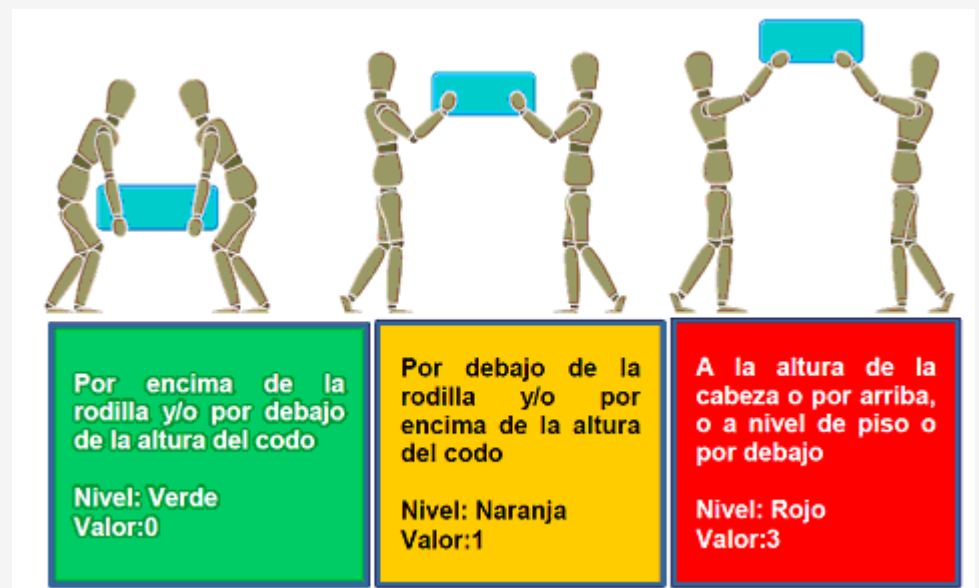 Por encima de la
rodilla y/o por debajo
de la altura del codo
Nivel: Verde
Valor:0
Por debajo de la
rodilla y/o por
encima de la altura
del codo
Nivel: Naranja
Valor:1
A la altura de la
cabeza o por arriba,
o a nivel de piso o
por debajo
Nivel: Rojo
Valor:3